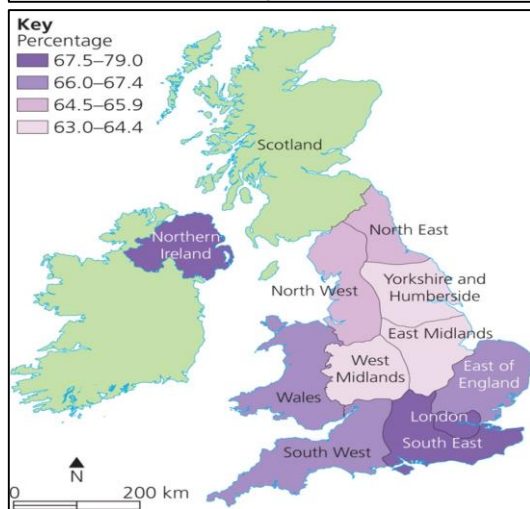 Key
Percentage
67.5–79.0
66.0–67.4
64.5–65.9
63.0–64.4
Scotland
Northern
Ireland
North East
North West
Yorkshire and
Humberside
East Midlands
West
Midlands
East of
England
Wales
London
South East
South West
N
0 200 km